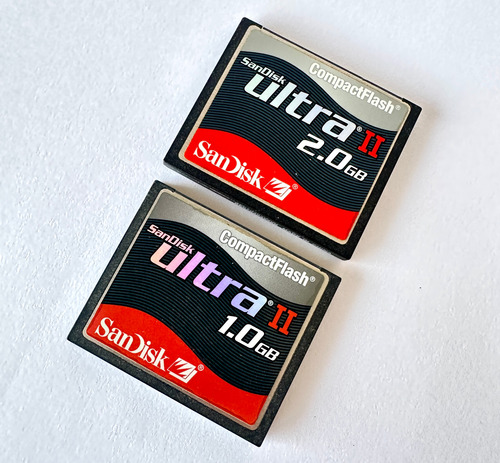 CompactFlash®
SanDisk
ultra® II
2.0GB
SanDisk
CompactFlash®
SanDisk
ultra® II
1.0GB
SanDisk